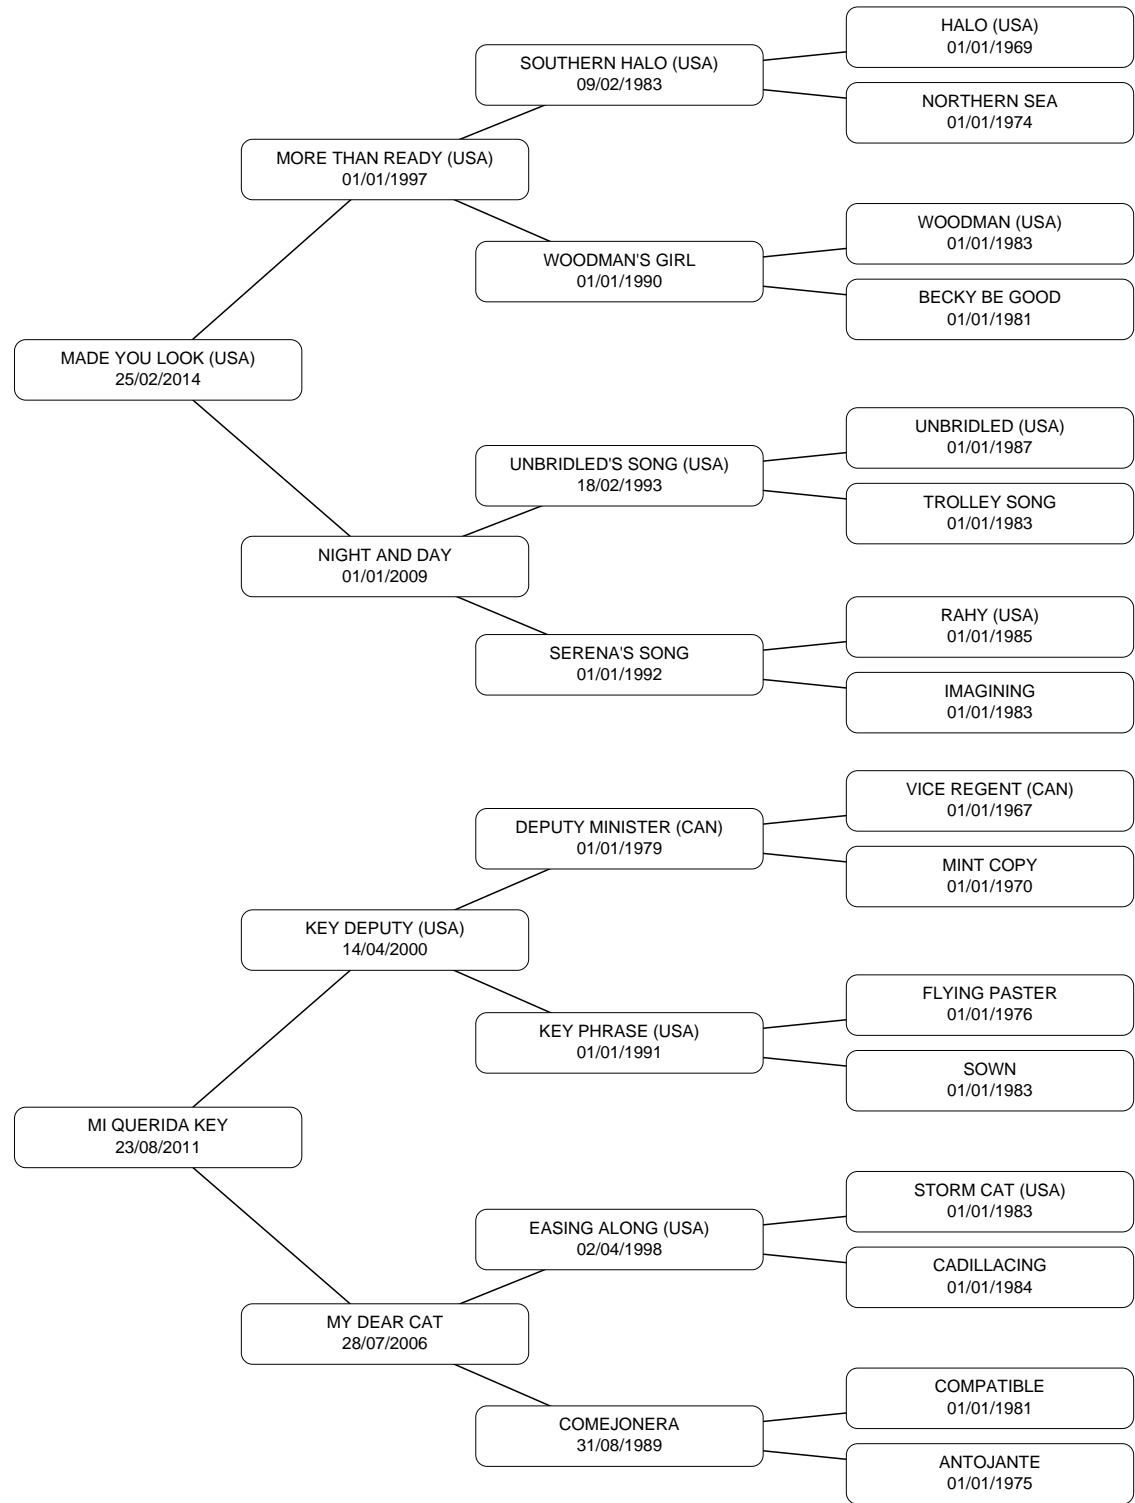 HALO (USA)
01/01/1969
SOUTHERN HALO (USA)
09/02/1983
NORTHERN SEA
01/01/1974
MORE THAN READY (USA)
01/01/1997
WOODMAN (USA)
01/01/1983
WOODMAN'S GIRL
01/01/1990
BECKY BE GOOD
01/01/1981
MADE YOU LOOK (USA)
25/02/2014
UNBRIDLED (USA)
01/01/1987
UNBRIDLED'S SONG (USA)
18/02/1993
TROLLEY SONG
01/01/1983
NIGHT AND DAY
01/01/2009
RAHY (USA)
01/01/1985
SERENA'S SONG
01/01/1992
IMAGINING
01/01/1983
VICE REGENT (CAN)
01/01/1967
DEPUTY MINISTER (CAN)
01/01/1979
MINT COPY
01/01/1970
KEY DEPUTY (USA)
14/04/2000
FLYING PASTER
01/01/1976
KEY PHRASE (USA)
01/01/1991
SOWN
01/01/1983
MI QUERIDA KEY
23/08/2011
STORM CAT (USA)
01/01/1983
EASING ALONG (USA)
02/04/1998
CADILLACING
01/01/1984
MY DEAR CAT
28/07/2006
COMPATIBLE
01/01/1981
COMEJONERA
31/08/1989
ANTOJANTE
01/01/1975